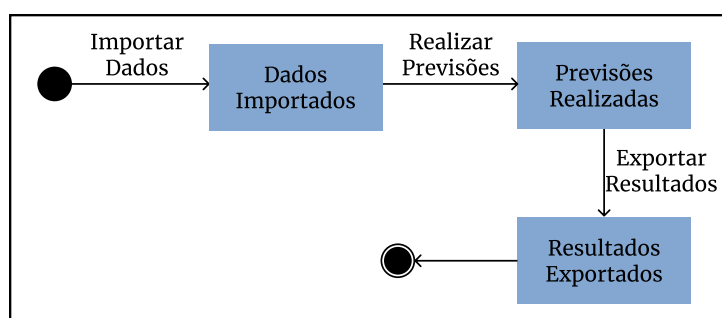 Importar
Dados
Dados
Importados
Realizar
Previsões
Previsões
Realizadas
Exportar
Resultados
Resultados
Exportados